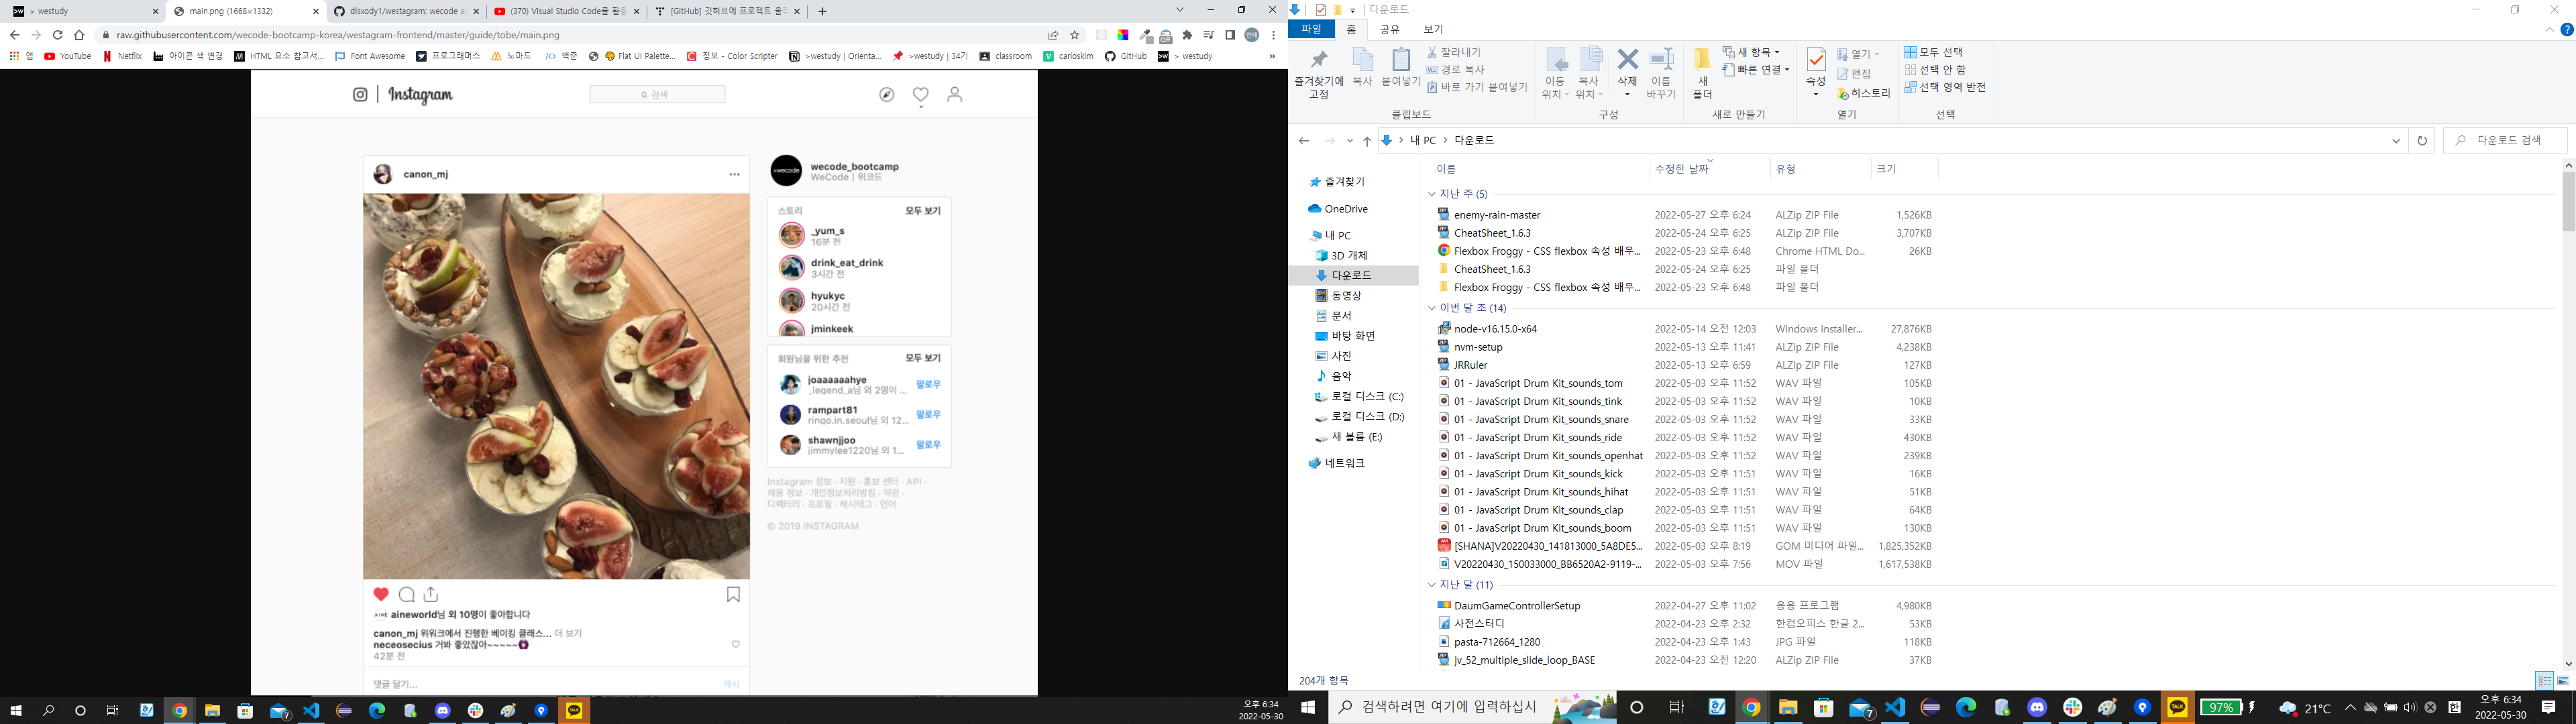 > westudy
main.png (1668×1332)
dlsxody1/westagram: wecode a
(370) Visual Studio Code를 활용
[GitHub] 깃허브에 프로젝트 올리
raw.githubusercontent.com/wecode-bootcamp-korea/westagram-frontend/master/guide/tobe/main.png
앱
YouTube
Netflix
아이콘 색 변경
HTML 요소 참고서...
Font Awesome
프로그래머스
노마드
백준
Flat UI Palette...
정보 - Color Scripter
>westudy | Orienta...
>westudy | 34기
classroom
carloskim
GitHub
> westudy
Instagram
검색
canon_mj
>wecode
wecode_bootcamp
WeCode | 위코드
스토리 모두 보기
_yum_s
16분 전
drink_eat_drink
3시간 전
hyukyc
20시간 전
jminkeek
회원님을 위한 추천 모두 보기
joaaaaaahye
_legend_a님 외 2명이 ...
팔로우
rampart81
ringo.in.seoul님 외 12...
팔로우
shawnjjoo
jimmylee1220님 외 1...
팔로우
Instagram 정보 · 지원 · 홍보 센터 · API ·
채용 정보 · 개인정보처리방침 · 약관 ·
디렉터리 · 프로필 · 해시태그 · 언어
© 2019 INSTAGRAM
aineworld님 외 10명이 좋아합니다
canon_mj 위워크에서 진행한 베이킹 클래스... 더 보기
neceosecius 거봐 좋았잖아~~~~~
42분 전
댓글 달기... 게시
7
TALK
오후 6:34
2022-05-30
다운로드
파일 홈 공유 보기
즐겨찾기에
고정
복사
붙여넣기
잘라내기
경로 복사
바로 가기 붙여넣기
클립보드
이동
위치
복사
위치
삭제
이름
바꾸기
구성
새
폴더
새 항목
빠른 연결
새로 만들기
속성
열기
편집
히스토리
열기
모두 선택
선택 안 함
선택 영역 반전
선택
내 PC > 다운로드
다운로드 검색
즐겨찾기
OneDrive
내 PC
3D 개체
다운로드
동영상
문서
바탕 화면
사진
음악
로컬 디스크 (C:)
로컬 디스크 (D:)
새 볼륨 (E:)
네트워크
이름 수정한 날짜 유형 크기
지난 주 (5)
enemy-rain-master 2022-05-27 오후 6:24 ALZip ZIP File 1,526KB
CheatSheet_1.6.3 2022-05-24 오후 6:25 ALZip ZIP File 3,707KB
Flexbox Froggy - CSS flexbox 속성 배우... 2022-05-23 오후 6:48 Chrome HTML Do... 26KB
CheatSheet_1.6.3 2022-05-24 오후 6:25 파일 폴더
Flexbox Froggy - CSS flexbox 속성 배우... 2022-05-23 오후 6:48 파일 폴더
이번 달 초 (14)
node-v16.15.0-x64 2022-05-14 오전 12:03 Windows Installer... 27,876KB
nvm-setup 2022-05-13 오후 11:41 ALZip ZIP File 4,238KB
JRRuler 2022-05-13 오후 6:59 ALZip ZIP File 127KB
01 - JavaScript Drum Kit_sounds_tom 2022-05-03 오후 11:52 WAV 파일 105KB
01 - JavaScript Drum Kit_sounds_tink 2022-05-03 오후 11:52 WAV 파일 10KB
01 - JavaScript Drum Kit_sounds_snare 2022-05-03 오후 11:52 WAV 파일 33KB
01 - JavaScript Drum Kit_sounds_ride 2022-05-03 오후 11:52 WAV 파일 430KB
01 - JavaScript Drum Kit_sounds_openhat 2022-05-03 오후 11:52 WAV 파일 239KB
01 - JavaScript Drum Kit_sounds_kick 2022-05-03 오후 11:51 WAV 파일 16KB
01 - JavaScript Drum Kit_sounds_hihat 2022-05-03 오후 11:51 WAV 파일 51KB
01 - JavaScript Drum Kit_sounds_clap 2022-05-03 오후 11:51 WAV 파일 64KB
01 - JavaScript Drum Kit_sounds_boom 2022-05-03 오후 11:51 WAV 파일 130KB
[SHANA]V20220430_141813000_5A8DE5... 2022-05-03 오후 8:19 GOM 미디어 파일... 1,825,352KB
V20220430_150033000_BB6520A2-9119-... 2022-05-03 오후 7:56 MOV 파일 1,617,538KB
지난 달 (11)
DaumGameControllerSetup 2022-04-27 오후 11:02 응용 프로그램 4,980KB
사전스터디 2022-04-23 오후 2:32 한컴오피스 한글 2... 53KB
pasta-712664_1280 2022-04-23 오후 1:43 JPG 파일 118KB
jv_52_multiple_slide_loop_BASE 2022-04-23 오전 12:20 ALZip ZIP File 37KB
204개 항목
검색하려면 여기에 입력하십시
7
TALK
97%
21°C
한
오후 6:34
2022-05-30